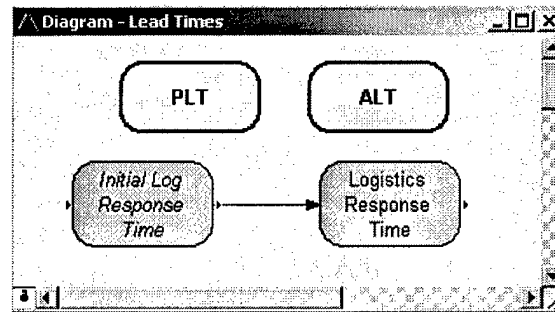 Diagram - Lead Times
PLT
ALT
Initial Log
Response
Time
Logistics
Response
Time